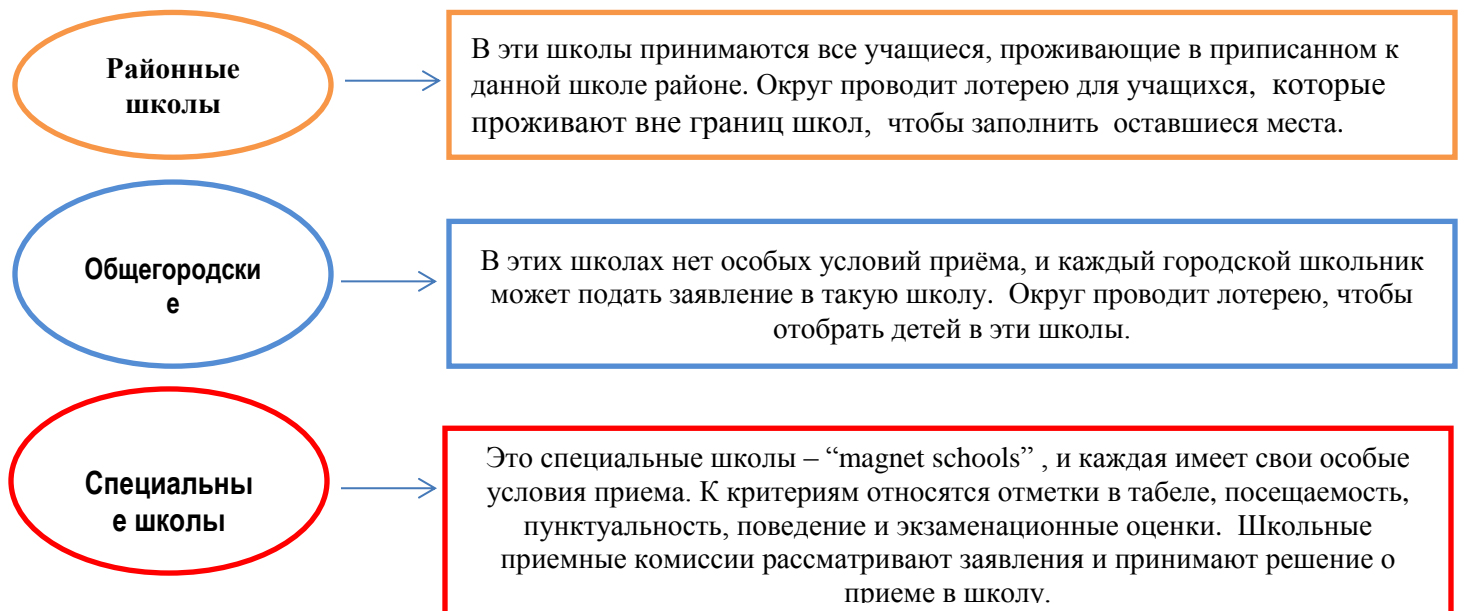 Районные
школы
В эти школы принимаются все учащиеся, проживающие в приписанном к
данной школе районе. Округ проводит лотерею для учащихся, которые
проживают вне границ школ, чтобы заполнить оставшиеся места.
Общегородски
е
В этих школах нет особых условий приёма, и каждый городской школьник
может подать заявление в такую школу. Округ проводит лотерею, чтобы
отобрать детей в эти школы.
Специальны
е школы
Это специальные школы – “magnet schools” , и каждая имеет свои особые
условия приема. К критериям относятся отметки в табеле, посещаемость,
пунктуальность, поведение и экзаменационные оценки. Школьные
приемные комиссии рассматривают заявления и принимают решение о
приеме в школу.